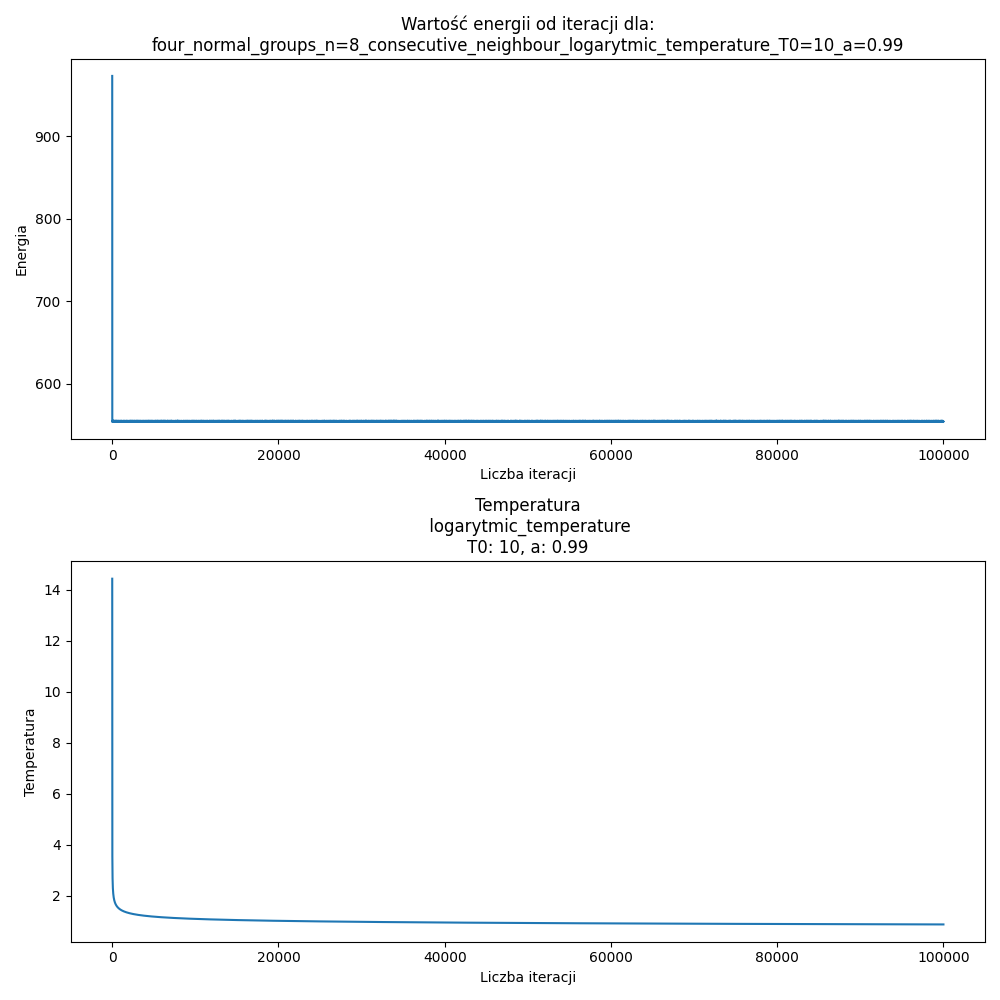 Wartość energii od iteracji dla:
four_normal_groups_n=8_consecutive_neighbour_logarytmic_temperature_T0=10_a=0.99
900
800
700
600
Energia
0 20000 40000 60000 80000 100000
Liczba iteracji
Temperatura
logarytmic_temperature
T0: 10, a: 0.99
14
12
10
8
6
4
2
Temperatura
0 20000 40000 60000 80000 100000
Liczba iteracji